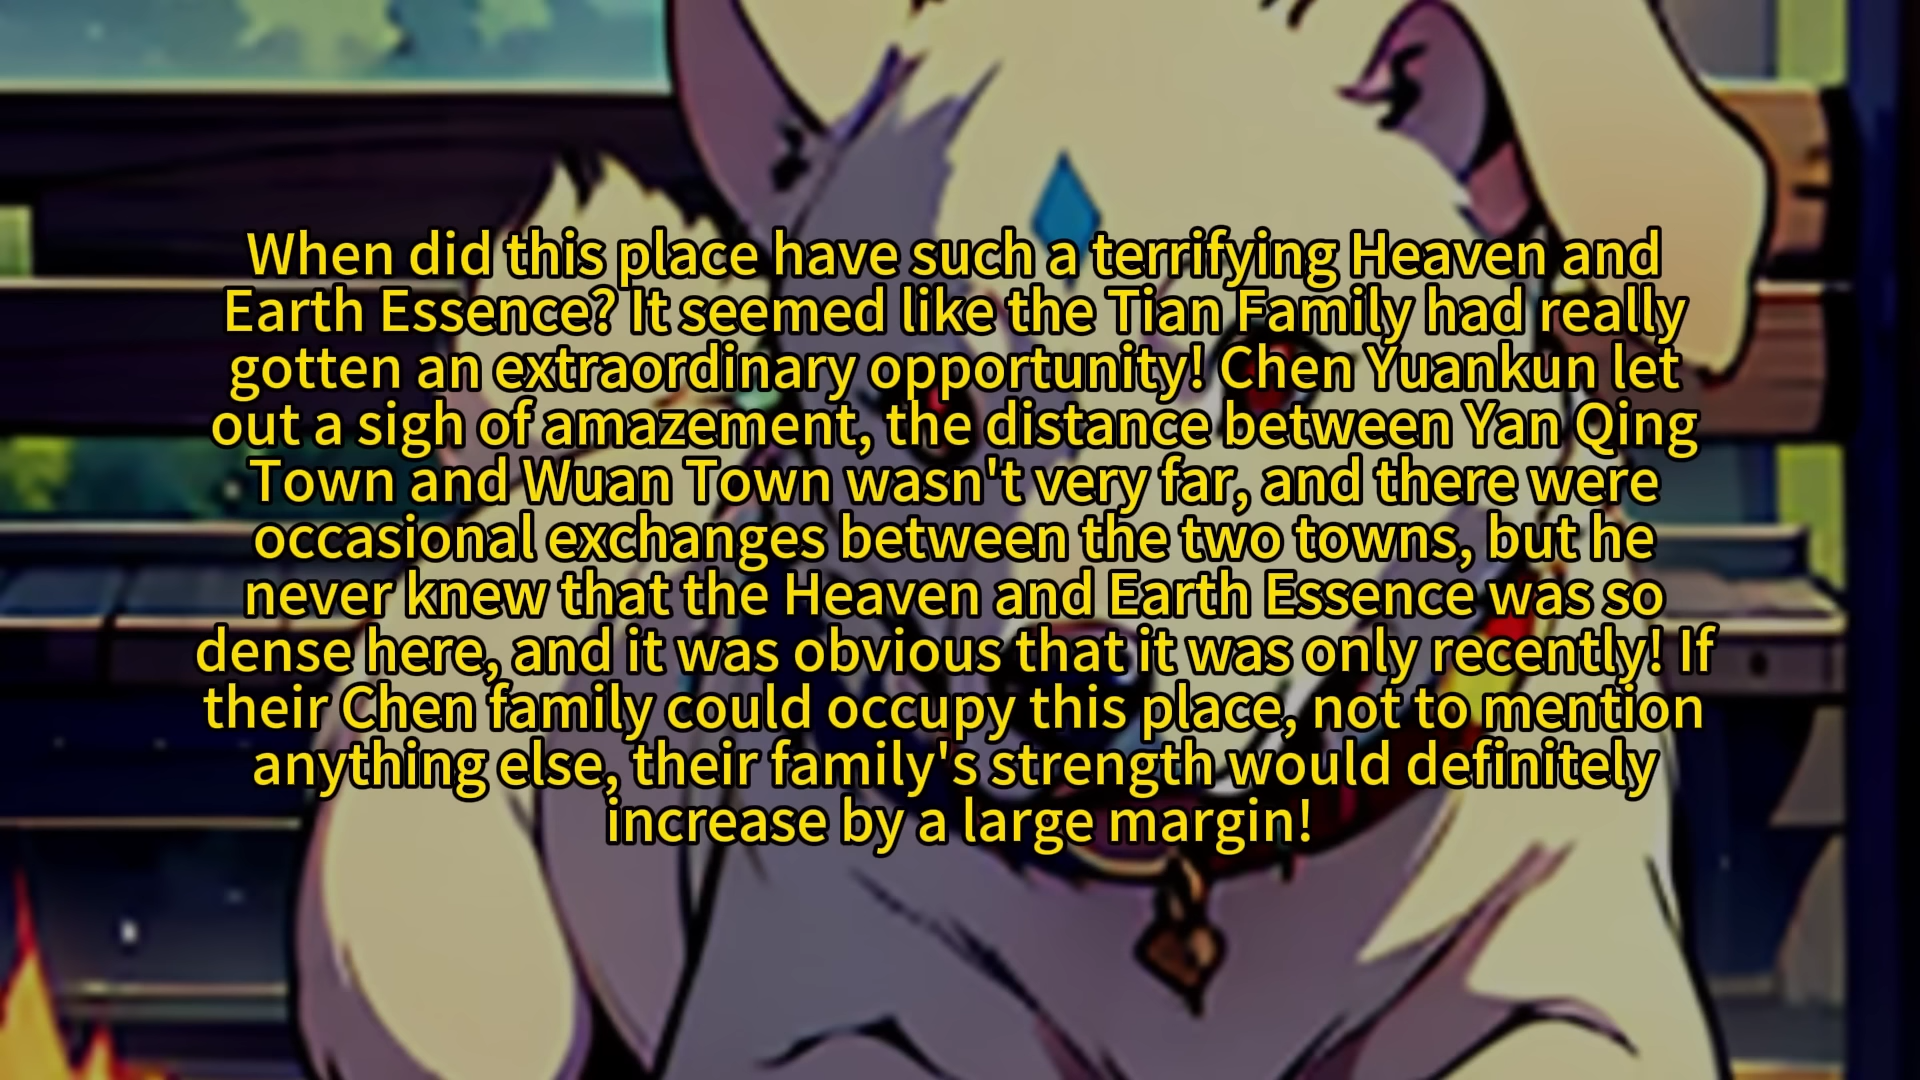 When did this place have such a terrifying Heaven and
Earth Essence? It seemed like the Tian Family had really
gotten an extraordinary opportunity! Chen Yuankun let
out a sigh of amazement, the distance between Yan Qing
Town and Wuan Town wasn't very far, and there were
occasional exchanges between the two towns, but he
never knew that the Heaven and Earth Essence was so
dense here, and it was obvious that it was only recently! If
their Chen family could occupy this place, not to mention
anything else, their family's strength would definitely
increase by a large margin!